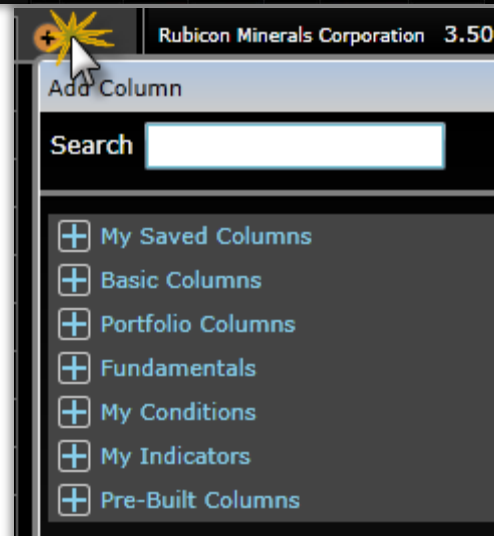 Rubicon Minerals Corporation 3.50
Add Column
Search
My Saved Columns
Basic Columns
Portfolio Columns
Fundamentals
My Conditions
My Indicators
Pre-Built Columns